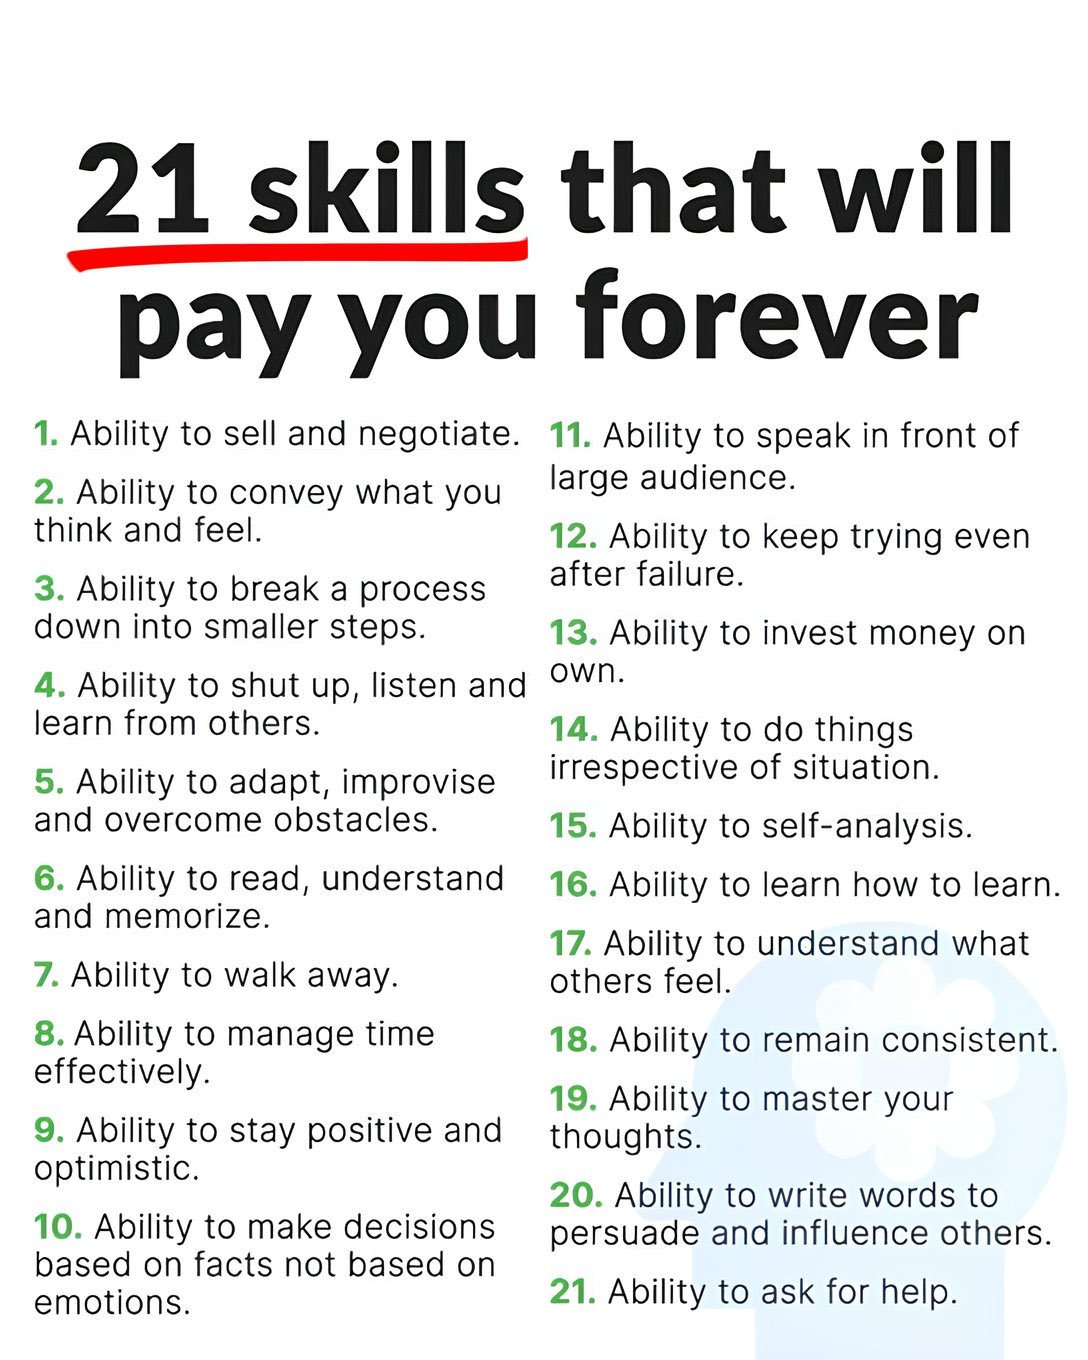 21 skills that will
pay you forever
1. Ability to sell and negotiate.
2. Ability to convey what you
think and feel.
3. Ability to break a process
down into smaller steps.
4. Ability to shut up, listen and
learn from others.
5. Ability to adapt, improvise
and overcome obstacles.
6. Ability to read, understand
and memorize.
7. Ability to walk away.
8. Ability to manage time
effectively.
9. Ability to stay positive and
optimistic.
10. Ability to make decisions
based on facts not based on
emotions.
11. Ability to speak in front of
large audience.
12. Ability to keep trying even
after failure.
13. Ability to invest money on
own.
14. Ability to do things
irrespective of situation.
15. Ability to self-analysis.
16. Ability to learn how to learn.
17. Ability to understand what
others feel.
18. Ability to remain consistent.
19. Ability to master your
thoughts.
20. Ability to write words to
persuade and influence others.
21. Ability to ask for help.